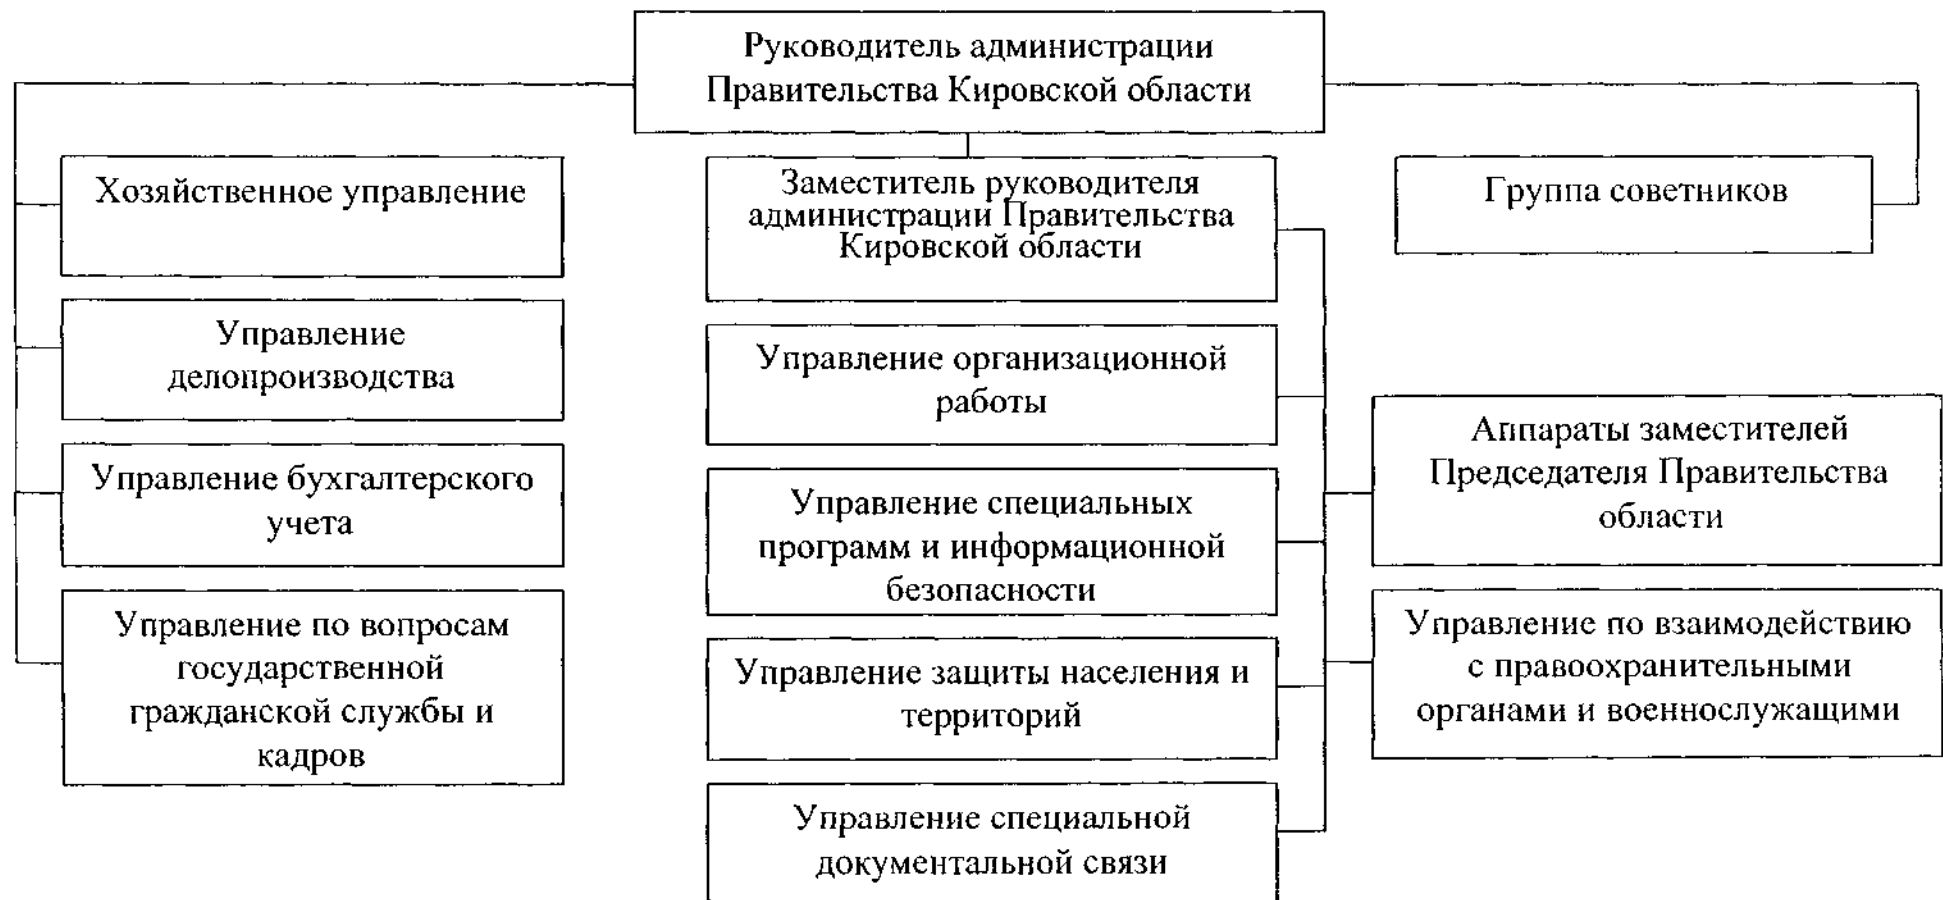 Руководитель администрации
Правительства Кировской области
Хозяйственное управление
Управление
делопроизводства
Управление бухгалтерского
учета
Управление по вопросам
государственной
гражданской службы и
кадров
Заместитель руководителя
администрации Правительства
Кировской области
Управление организационной
работы
Управление специальных
программ и информационной
безопасности
Управление защиты населения и
территорий
Управление специальной
документальной связи
Группа советников
Аппараты заместителей
Председателя Правительства
области
Управление по взаимодействию
с правоохранительными
органами и военнослужащими